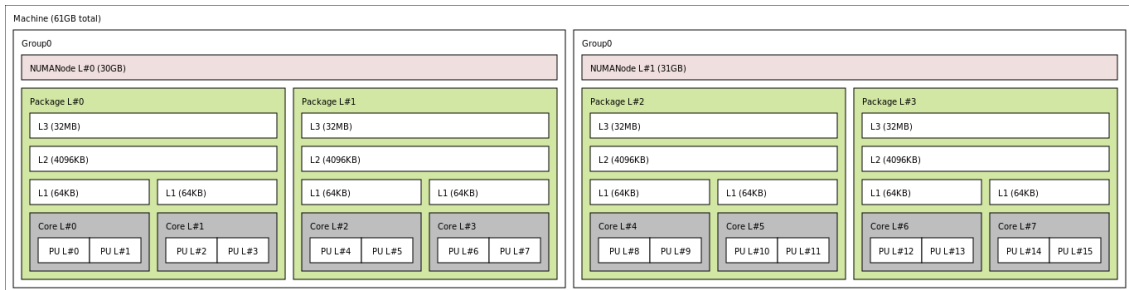 Machine (61GB total)
Group0
NUMANode L#0 (30GB)
Package L#0
L3 (32MB)
L2 (4096KB)
L1 (64KB)
L1 (64KB)
Core L#0
PU L#0
PU L#1
Core L#1
PU L#2
PU L#3
Package L#1
L3 (32MB)
L2 (4096KB)
L1 (64KB)
L1 (64KB)
Core L#2
PU L#4
PU L#5
Core L#3
PU L#6
PU L#7
Group0
NUMANode L#1 (31GB)
Package L#2
L3 (32MB)
L2 (4096KB)
L1 (64KB)
L1 (64KB)
Core L#4
PU L#8
PU L#9
Core L#5
PU L#10
PU L#11
Package L#3
L3 (32MB)
L2 (4096KB)
L1 (64KB)
L1 (64KB)
Core L#6
PU L#12
PU L#13
Core L#7
PU L#14
PU L#15